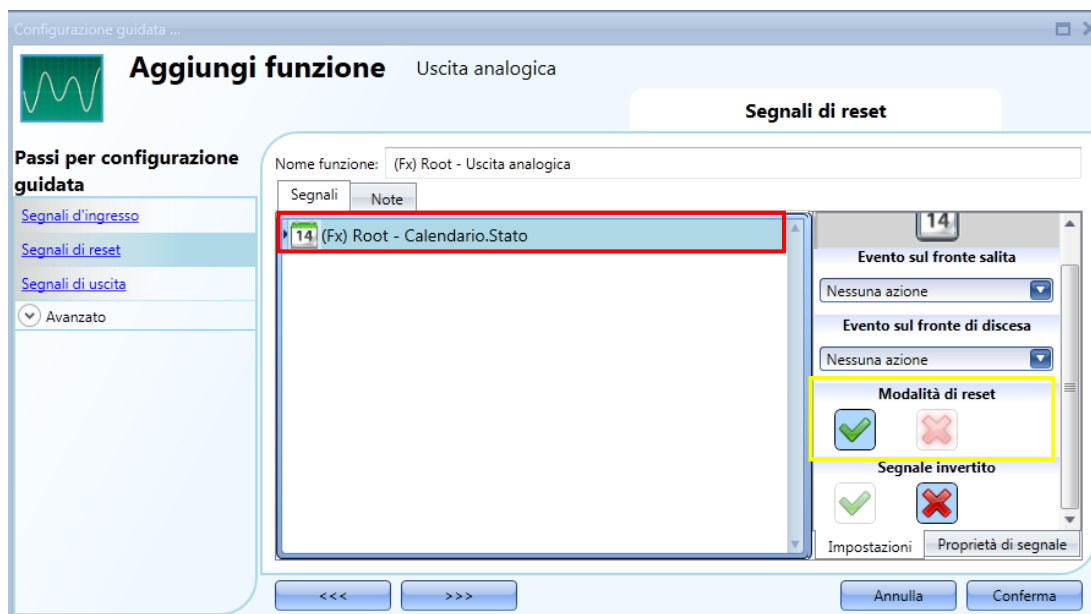 Configurazione guidata ...
Aggiungi funzione
Uscita analogica
Segnali di reset
Passi per configurazione
guidata
Segnali d'ingresso
Segnali di reset
Segnali di uscita
Avanzato
Nome funzione:
(Fx) Root - Uscita analogica
Segnali
Note
14
(Fx) Root - Calendario.Stato
14
Evento sul fronte salita
Nessuna azione
Evento sul fronte di discesa
Nessuna azione
Modalità di reset
Segnale invertito
Impostazioni
Proprietà di segnale
<<<
>>>
Annulla
Conferma